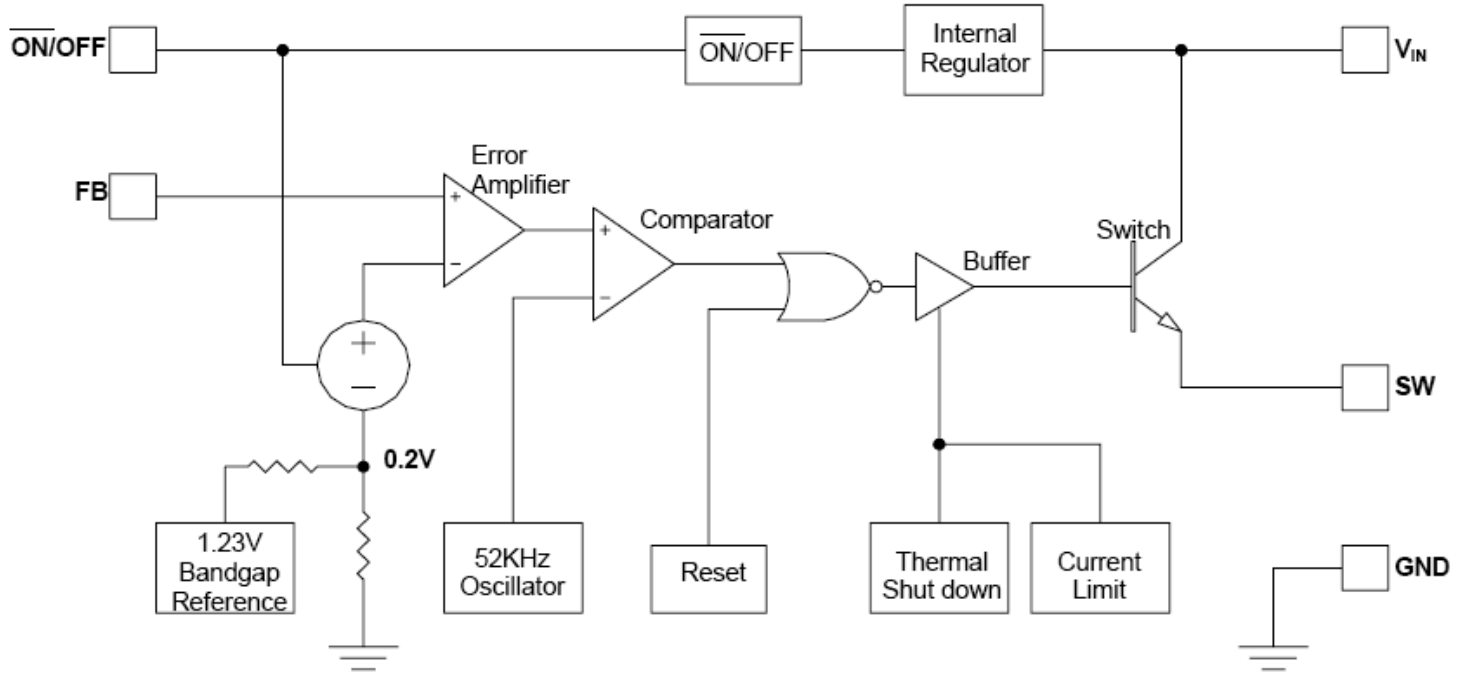 ON/OFF
ON/OFF
Internal
Regulator
VIN
FB
Error
Amplifier
+
−
Comparator
+
−
Buffer
Switch
+
−
SW
0.2V
1.23V
Bandgap
Reference
52KHz
Oscillator
Reset
Thermal
Shut down
Current
Limit
GND